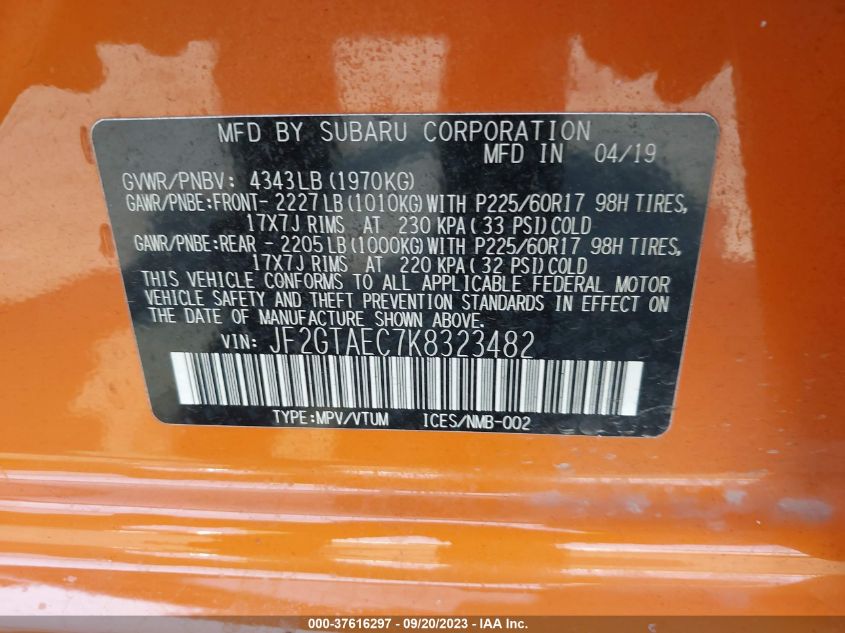 MFD BY SUBARU CORPORATION
MFD IN 04/19
GVWR/PNBV: 4343LB (1970KG)
GAWR/PNBE:FRONT- 2227LB (1010KG) WITH P225/60R17 98H TIRES,
17X7J RIMS AT 230 KPA (33 PSI) COLD
GAWR/PNBE:REAR - 2205LB (1000KG) WITH P225/60R17 98H TIRES,
17X7J RIMS AT 220 KPA (32 PSI) COLD
THIS VEHICLE CONFORMS TO ALL APPLICABLE FEDERAL MOTOR
VEHICLE SAFETY AND THEFT PREVENTION STANDARDS IN EFFECT ON
THE DATE OF MANUFACTURE SHOWN ABOVE.
VIN: JF2GTAEC7K8323482
TYPE:MPV/VTUM ICES/NMB-002
000-37616297 - 09/20/2023 - IAA Inc.